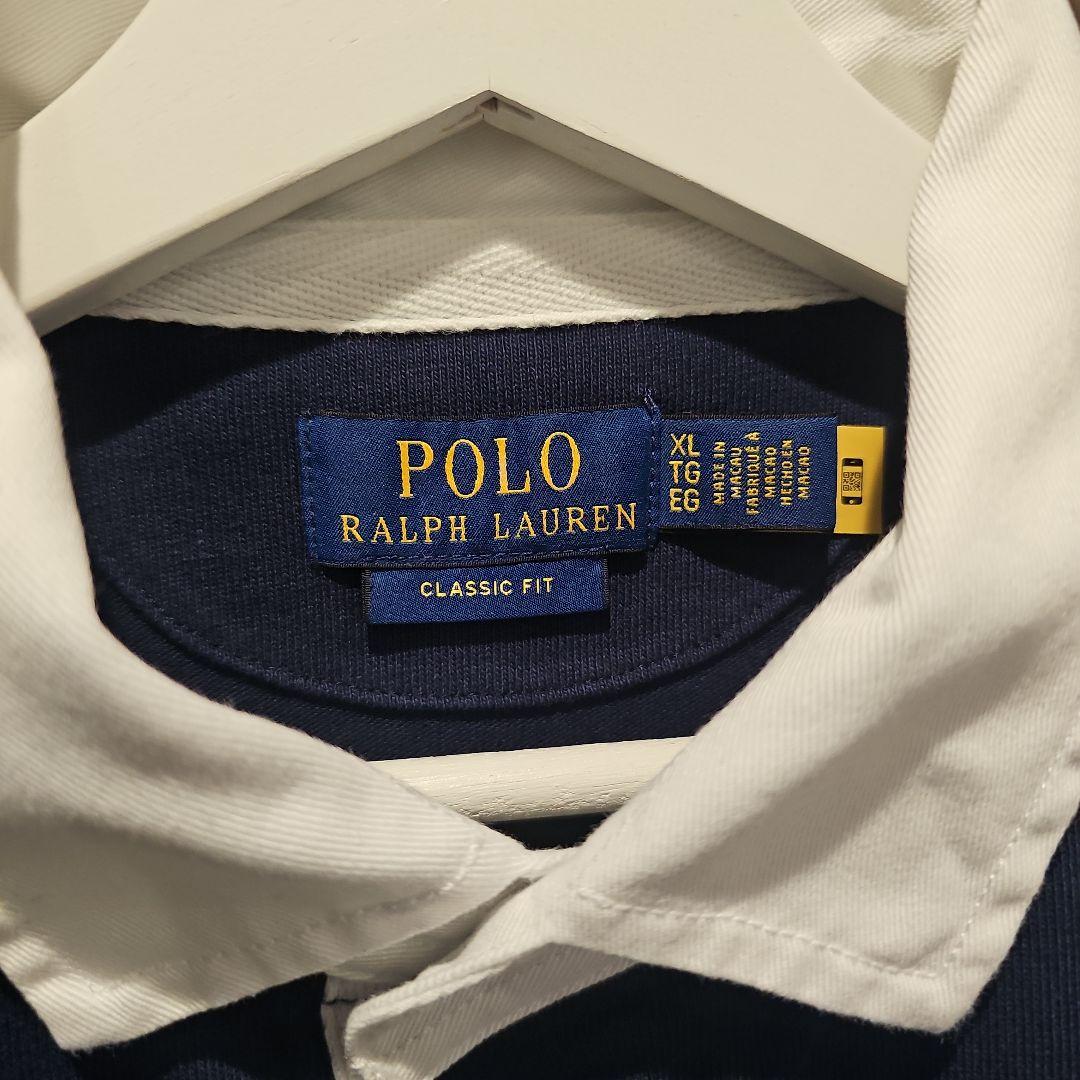 POLO
RALPH LAUREN
CLASSIC FIT
XL
TG
EG
MADE IN
MACAU
FABRIQUÉ À
MACAO
HECHO EN
MACAO